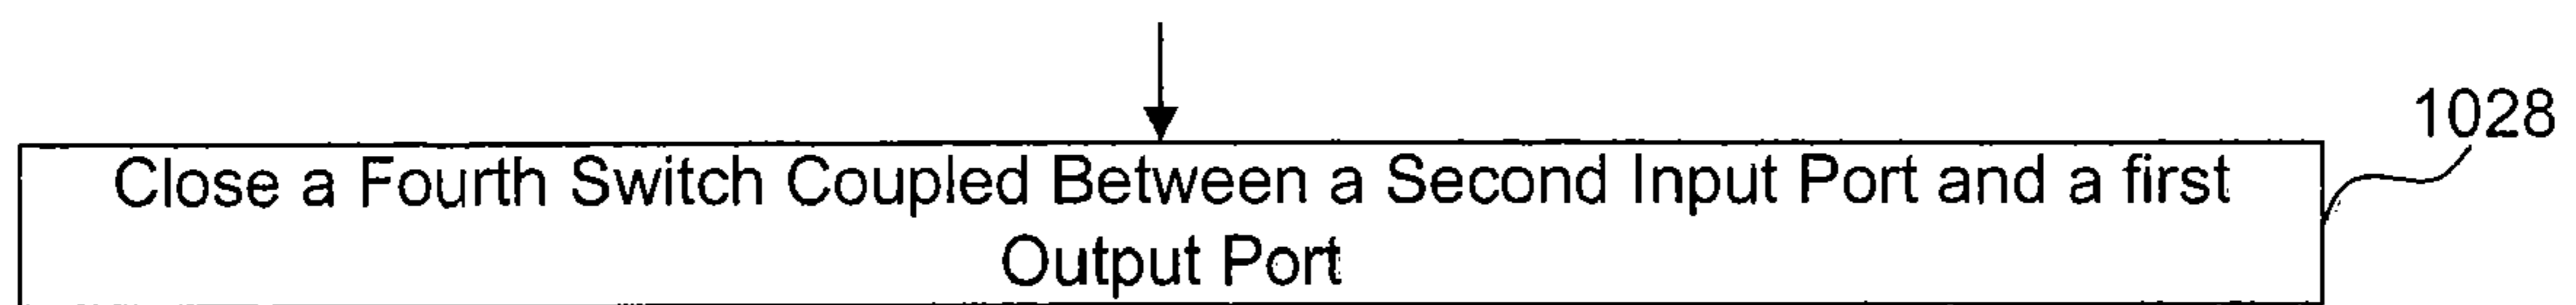 1028
Close a Fourth Switch Coupled Between a Second Input Port and a first
Output Port